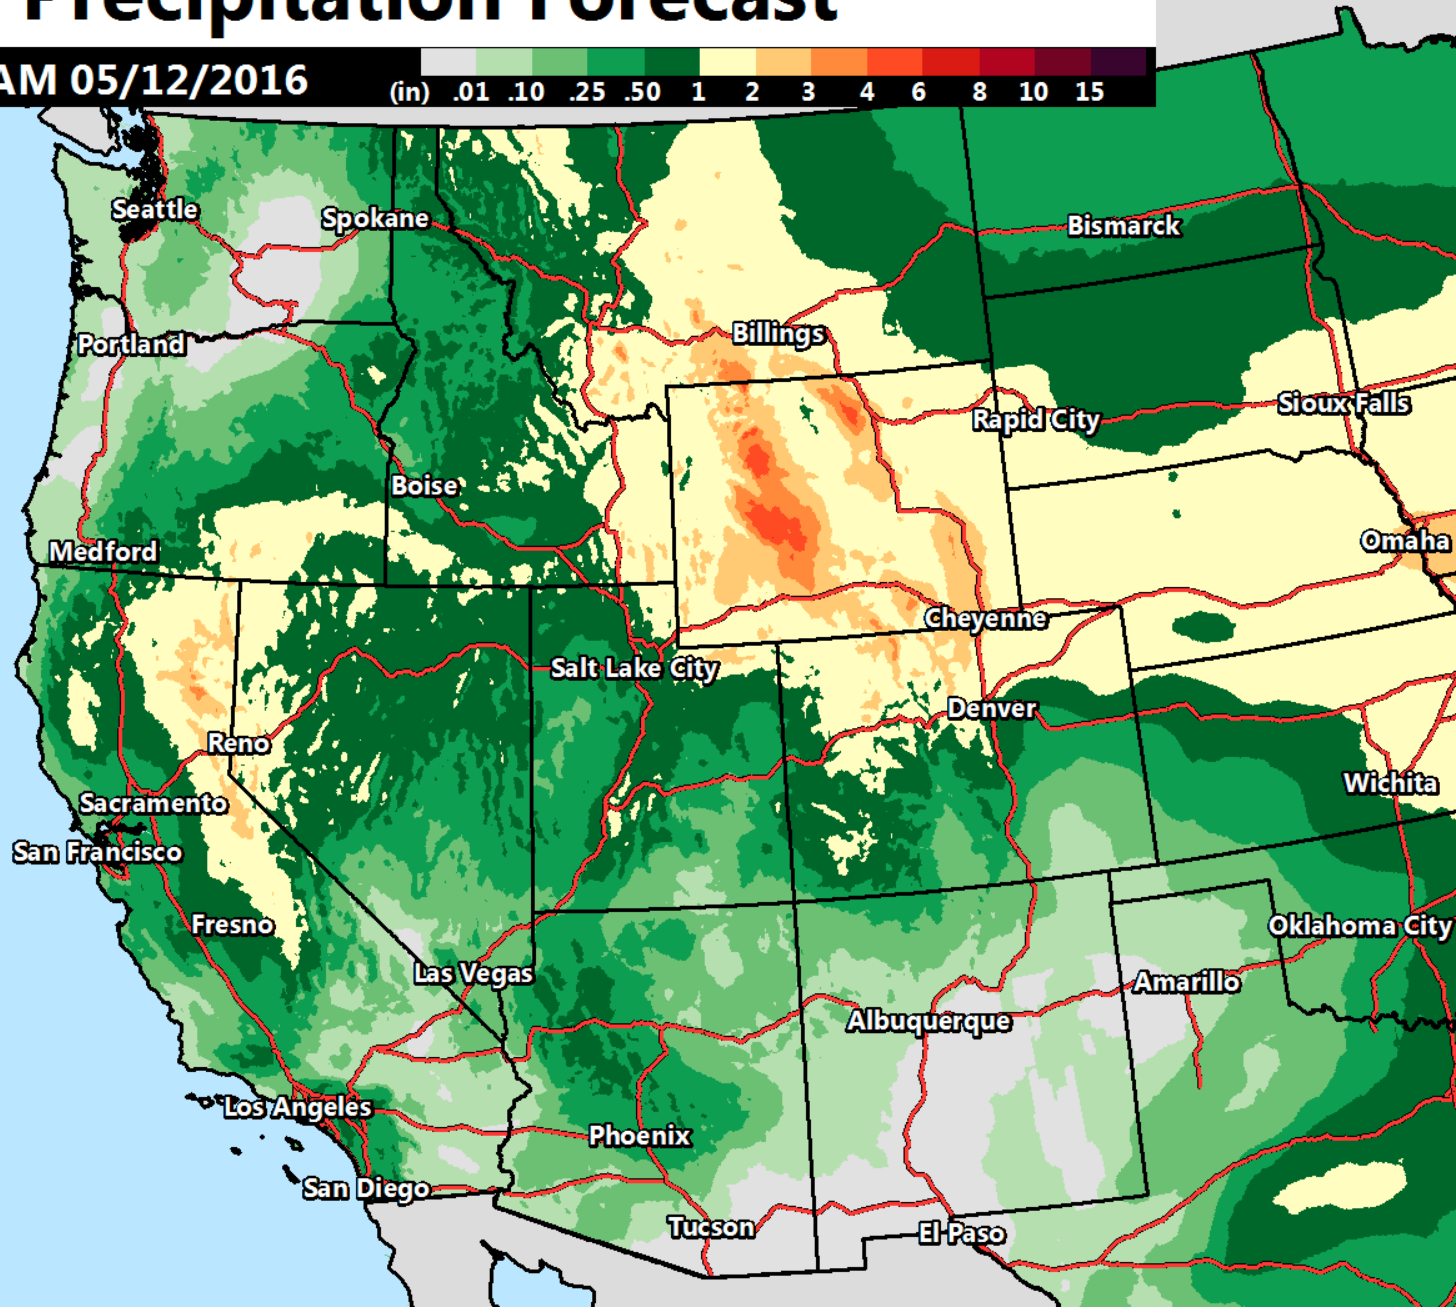 Precipitation Forecast
AM 05/12/2016
(in) .01 .10 .25 .50 1 2 3 4 6 8 10 15
Seattle
Spokane
Bismarck
Portland
Billings
Rapid City
Sioux Falls
Boise
Medford
Omaha
Cheyenne
Salt Lake City
Denver
Reno
Wichita
Sacramento
San Francisco
Fresno
Oklahoma City
Las Vegas
Amarillo
Albuquerque
Los Angeles
Phoenix
San Diego
Tucson
El Paso